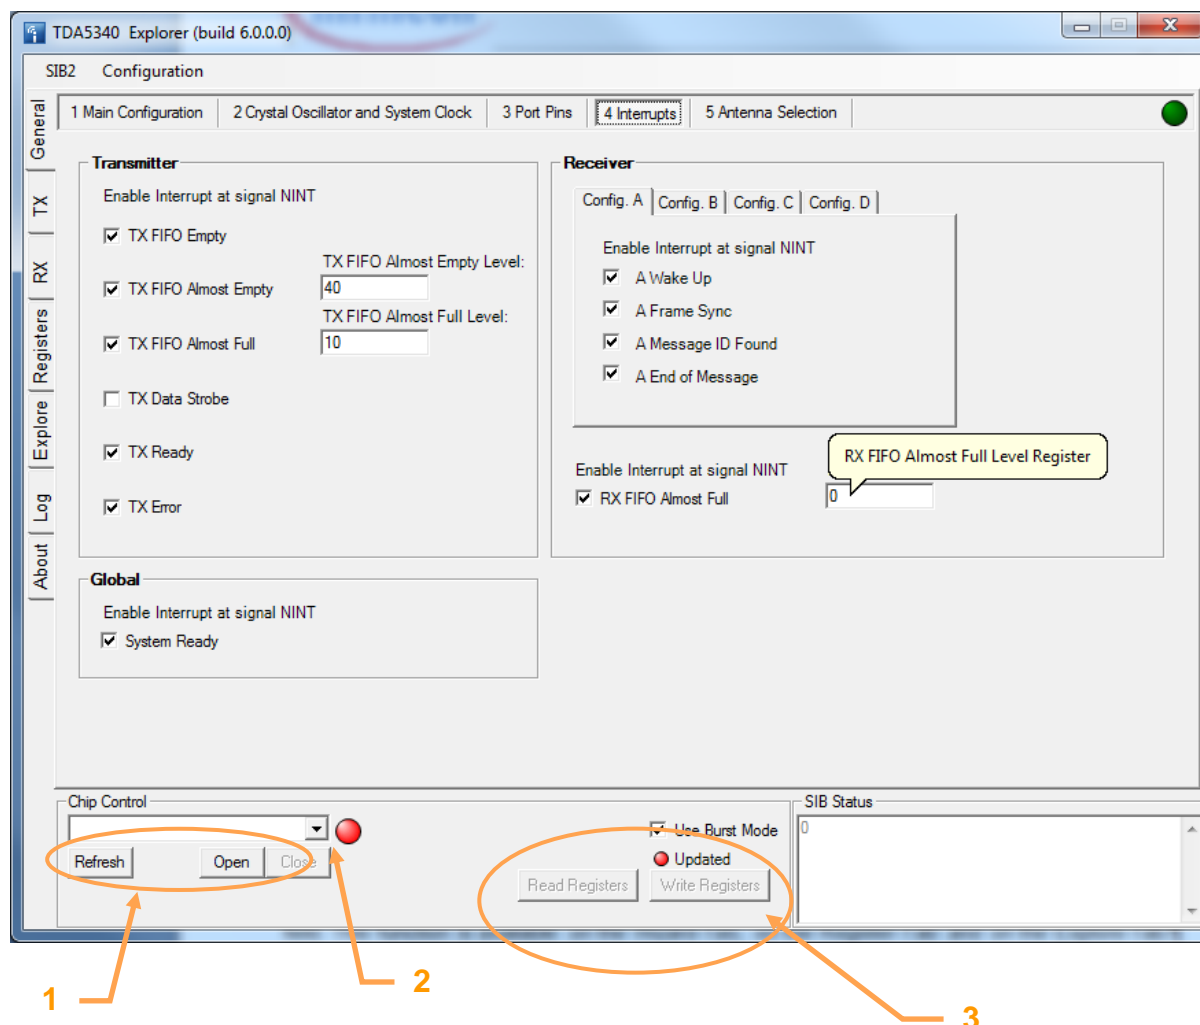 TDA5340 Explorer (build 6.0.0.0)
SIB2 Configuration
General
TX
RX
Registers
Explore
Log
About
1 Main Configuration
2 Crystal Oscillator and System Clock
3 Port Pins
4 Interrupts
5 Antenna Selection
Transmitter
Enable Interrupt at signal NINT
TX FIFO Empty
TX FIFO Almost Empty Level:
TX FIFO Almost Empty
40
TX FIFO Almost Full Level:
TX FIFO Almost Full
10
TX Data Strobe
TX Ready
TX Error
Receiver
Config. A
Config. B
Config. C
Config. D
Enable Interrupt at signal NINT
A Wake Up
A Frame Sync
A Message ID Found
A End of Message
RX FIFO Almost Full Level Register
Enable Interrupt at signal NINT
RX FIFO Almost Full
0
Global
Enable Interrupt at signal NINT
System Ready
Chip Control
Refresh
Open
Close
Use Burst Mode
Updated
Read Registers
Write Registers
SIB Status
0
1
2
3